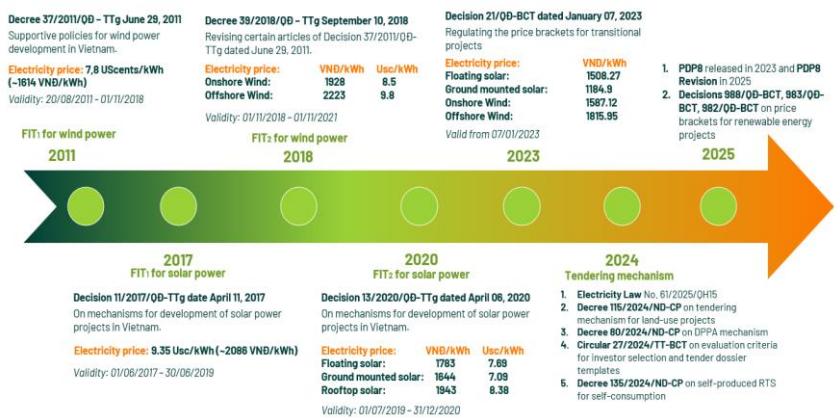 Decree 37/2011/QĐ – TTg June 29, 2011
Supportive policies for wind power
development in Vietnam.
Electricity price: 7,8 UScents/kWh
(~1614 VNĐ/kWh)
Validity: 20/08/2011 - 01/11/2018
FIT1 for wind power
2011
Decree 39/2018/QĐ – TTg September 10, 2018
Revising certain articles of Decision 37/2011/QĐ-
TTg dated June 29, 2011.
Electricity price: VNĐ/kWh Usc/kWh
Onshore Wind: 1928 8.5
Offshore Wind: 2223 9.8
Validity: 01/11/2018 – 01/11/2021
FIT2 for wind power
2018
Decision 21/QĐ-BCT dated January 07, 2023
Regulating the price brackets for transitional
projects
Electricity price: VND/kWh
Floating solar: 1508.27
Ground mounted solar: 1184.9
Onshore Wind: 1587.12
Offshore Wind: 1815.95
Valid from 07/01/2023
2023
1. PDP8 released in 2023 and PDP8
Revision in 2025
2. Decisions 988/QĐ-BCT, 983/QĐ-
BCT, 982/QĐ-BCT on price
brackets for renewable energy
projects
2025
2017
FIT1 for solar power
Decision 11/2017/QĐ-TTg date April 11, 2017
On mechanisms for development of solar power
projects in Vietnam.
Electricity price: 9.35 Usc/kWh (~2086 VNĐ/kWh)
Validity: 01/06/2017 – 30/06/2019
2020
FIT2 for solar power
Decision 13/2020/QĐ-TTg dated April 06, 2020
On mechanisms for development of solar power
projects in Vietnam.
Electricity price: VNĐ/kWh Usc/kWh
Floating solar: 1783 7.69
Ground mounted solar: 1644 7.09
Rooftop solar: 1943 8.38
Validity: 01/07/2019 – 31/12/2020
2024
Tendering mechanism
1. Electricity Law No. 61/2025/QH15
2. Decree 115/2024/ND-CP on tendering
mechanism for land-use projects
3. Decree 80/2024/ND-CP on DPPA mechanism
4. Circular 27/2024/TT-BCT on evaluation criteria
for investor selection and tender dossier
templates
5. Decree 135/2024/ND-CP on self-produced RTS
for self-consumption